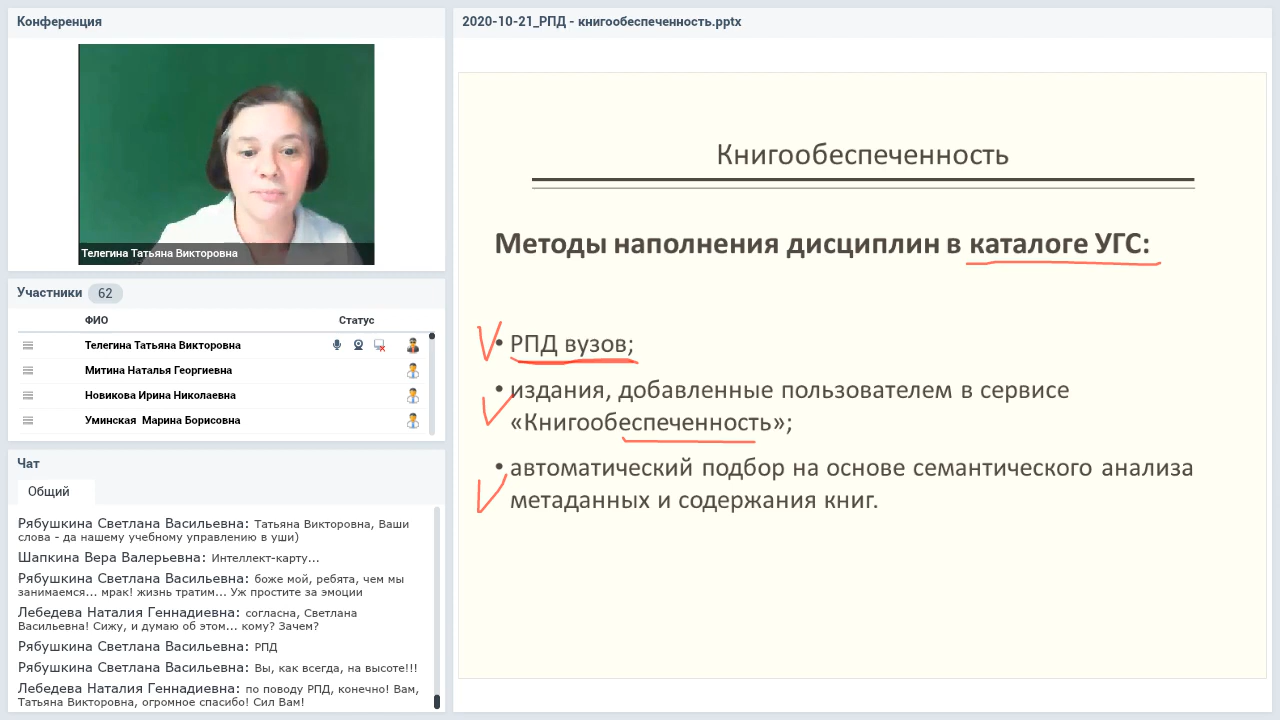 Конференция
Телегина Татьяна Викторовна
Участники 62
ФИО Статус
Телегина Татьяна Викторовна
Митина Наталья Георгиевна
Новикова Ирина Николаевна
Уминская Марина Борисовна
Чат
Общий
Рябушкина Светлана Васильевна: Татьяна Викторовна, Ваши
слова - да нашему учебному управлению в уши)
Шапкина Вера Валерьевна: Интеллект-карту...
Рябушкина Светлана Васильевна: боже мой, ребята, чем мы
занимаемся... мрак! жизнь тратим... Уж простите за эмоции
Лебедева Наталия Геннадиевна: согласна, Светлана
Васильевна! Сижу, и думаю об этом... кому? Зачем?
Рябушкина Светлана Васильевна: РПД
Рябушкина Светлана Васильевна: Вы, как всегда, на высоте!!!
Лебедева Наталия Геннадиевна: по поводу РПД, конечно! Вам,
Татьяна Викторовна, огромное спасибо! Сил Вам!
2020-10-21_РПД - книгообеспеченность.pptx
Книгообеспеченность
Методы наполнения дисциплин в каталоге УГС:
• РПД вузов;
• издания, добавленные пользователем в сервисе
«Книгообеспеченность»;
• автоматический подбор на основе семантического анализа
метаданных и содержания книг.